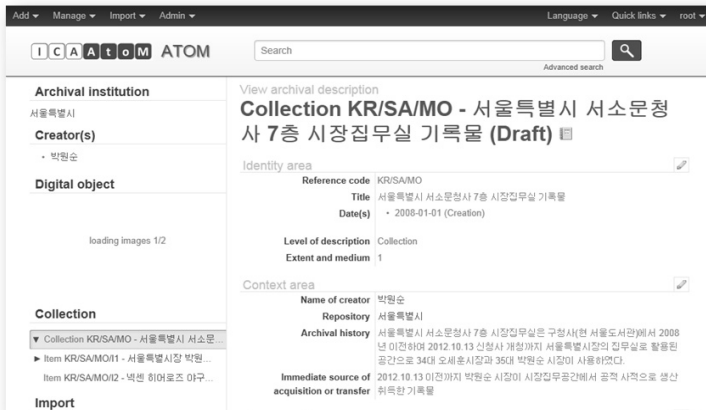 Add Manage Import Admin Language Quick links root
ICAAtoM ATOM
Search
Advanced search
Archival institution
서울특별시
Creator(s)
• 박원순
Digital object
loading images 1/2
Collection
▼ Collection KR/SA/MO - 서울특별시 서소문...
► Item KR/SA/MO/I1 - 서울특별시장 박원...
Item KR/SA/MO/I2 - 넥센 히어로즈 야구...
Import
View archival description
Collection KR/SA/MO - 서울특별시 서소문청
사 7층 시장집무실 기록물 (Draft)
Identity area
Reference code KR/SA/MO
Title 서울특별시 서소문청사 7층 시장집무실 기록물
Date(s) • 2008-01-01 (Creation)
Level of description Collection
Extent and medium 1
Context area
Name of creator 박원순
Repository 서울특별시
Archival history 서울특별시 서소문청사 7층 시장집무실은 구청사(현 서울도서관)에서 2008
년 이전하여 2012.10.13 신청사 개청까지 서울특별시장의 집무실로 활용된
공간으로 34대 오세훈시장과 35대 박원순 시장이 사용하였다.
Immediate source of 2012.10.13 이전까지 박원순 시장이 시장집무공간에서 공적 사적으로 생산
acquisition or transfer 취득한 기록물